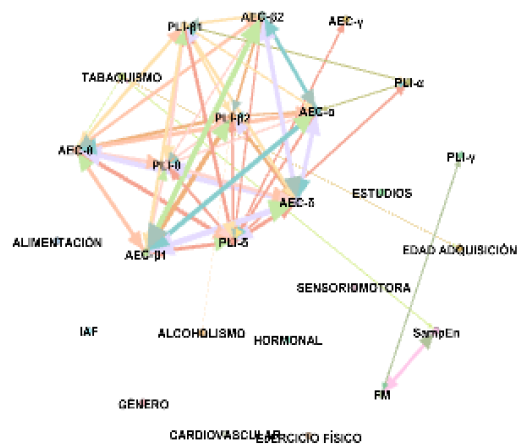 AEC-β2
PLI-β1
AEC-γ
TABAQUISMO
PLI-α
AEC-α
PLI-β2
AEC-θ
PLI-θ
PLI-γ
ESTUDIOS
AEC-δ
ALIMENTACIÓN
PLI-δ
EDAD ADQUISICIÓN
AEC-β1
SENSORIOMOTORA
IAF
ALCOHOLISMO
HORMONAL
SampEn
FM
GÉNERO
CARDIOVASCULAR
EJERCICIO FÍSICO